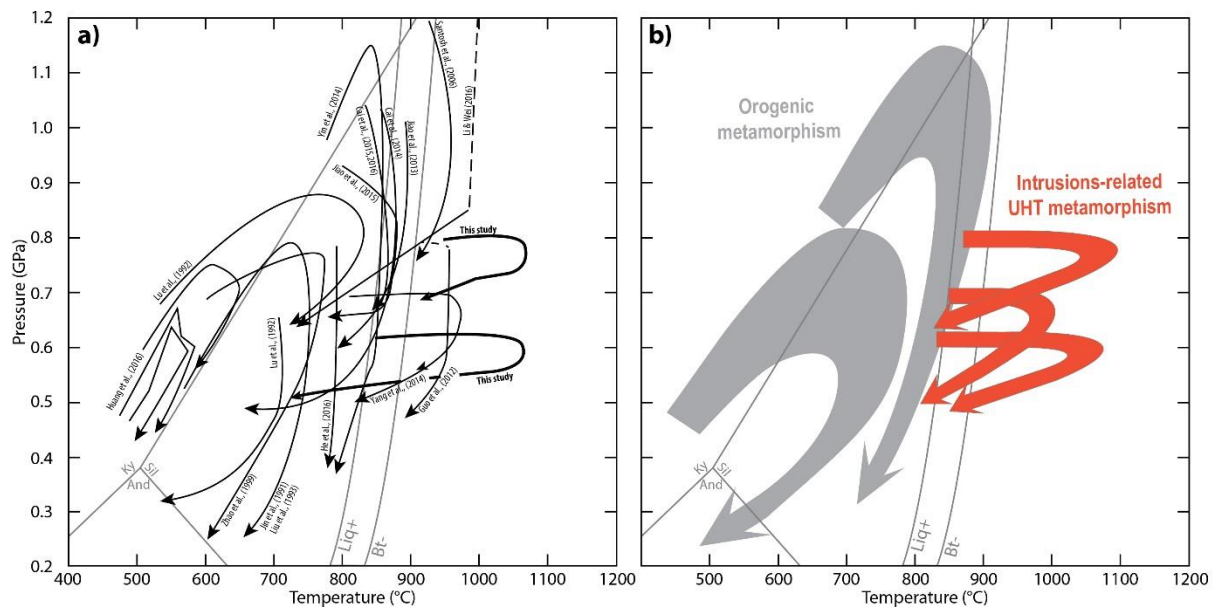 a)
1.2
1.1
1.0
0.9
0.8
0.7
0.6
0.5
0.4
0.3
0.2
Pressure (GPa)
400
500
600
700
800
900
1000
1100
1200
Temperature (°C)
Santosh et al., (2006)
Yin et al., (2014)
Cai et al., (2015,2016)
Cai et al., (2014)
Jiao et al., (2013)
Li & Wei (2016)
Jiao et al., (2015)
Lu et al., (1992)
This study
Huang et al., (2016)
Lu et al., (1992)
This study
Tang et al., (2014)
Guo et al., (2012)
He et al., (2016)
Zhao et al., (1999)
Jin et al., (1991)
Liu et al., (1993)
Ky
Sil
And
Liq+
Bt-
b)
Orogenic
metamorphism
Intrusions-related
UHT metamorphism
Ky
Sil
And
Liq+
Bt-
500
600
700
800
900
1000
1100
1200
Temperature (°C)